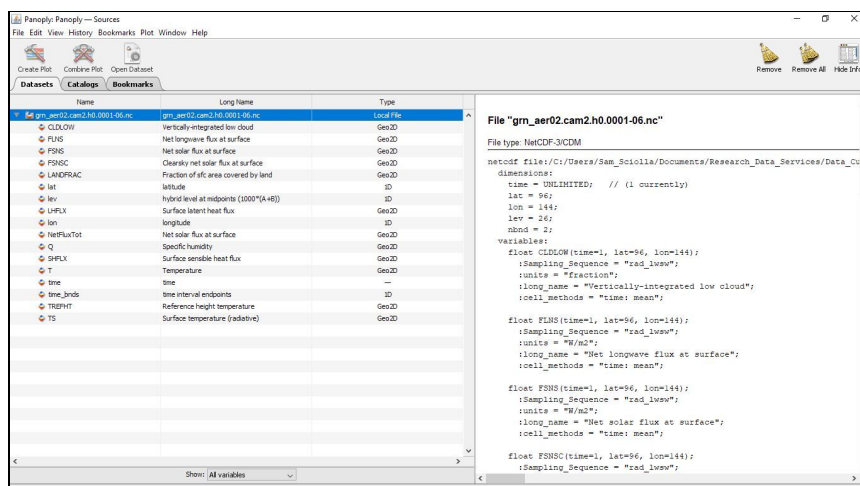 Panoply: Panoply — Sources
File Edit View History Bookmarks Plot Window Help
Create Plot Combine Plot Open Dataset Remove Remove All Hide Info
Datasets Catalogs Bookmarks
Name Long Name Type
grn_aer02.cam2.h0.0001-06.nc grn_aer02.cam2.h0.0001-06.nc Local File
CLDLOW Vertically-integrated low cloud Geo2D
FLNS Net longwave flux at surface Geo2D
FSNS Net solar flux at surface Geo2D
FSNSC Clearsky net solar flux at surface Geo2D
LANDFRAC Fraction of sfc area covered by land Geo2D
lat latitude 1D
lev hybrid level at midpoints (1000*(A+B)) 1D
LHFLX Surface latent heat flux Geo2D
lon longitude 1D
NetFluxTot Net solar flux at surface Geo2D
Q Specific humidity Geo2D
SHFLX Surface sensible heat flux Geo2D
T Temperature Geo2D
time time —
time_bnds time interval endpoints 1D
TREFHT Reference height temperature Geo2D
TS Surface temperature (radiative) Geo2D
Show: All variables
File "grn_aer02.cam2.h0.0001-06.nc"
File type: NetCDF-3/CDM
netcdf file:/C:/Users/Sam_Sciolla/Documents/Research_Data_Services/Data_Cu
dimensions:
time = UNLIMITED; // (1 currently)
lat = 96;
lon = 144;
lev = 26;
nbnd = 2;
variables:
float CLDLOW(time=1, lat=96, lon=144);
:Sampling_Sequence = "rad_lwsw";
:units = "fraction";
:long_name = "Vertically-integrated low cloud";
:cell_methods = "time: mean";
float FLNS(time=1, lat=96, lon=144);
:Sampling_Sequence = "rad_lwsw";
:units = "W/m2";
:long_name = "Net longwave flux at surface";
:cell_methods = "time: mean";
float FSNS(time=1, lat=96, lon=144);
:Sampling_Sequence = "rad_lwsw";
:units = "W/m2";
:long_name = "Net solar flux at surface";
:cell_methods = "time: mean";
float FSNSC(time=1, lat=96, lon=144);
:Sampling_Sequence = "rad_lwsw";